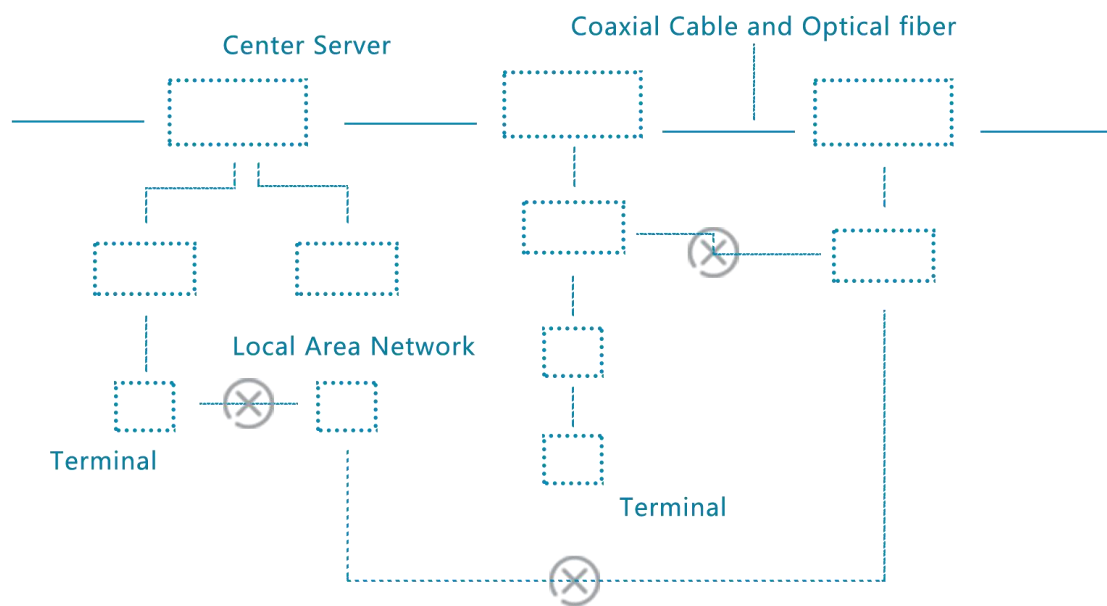 Coaxial Cable and Optical fiber
Center Server
Local Area Network
Terminal
Terminal